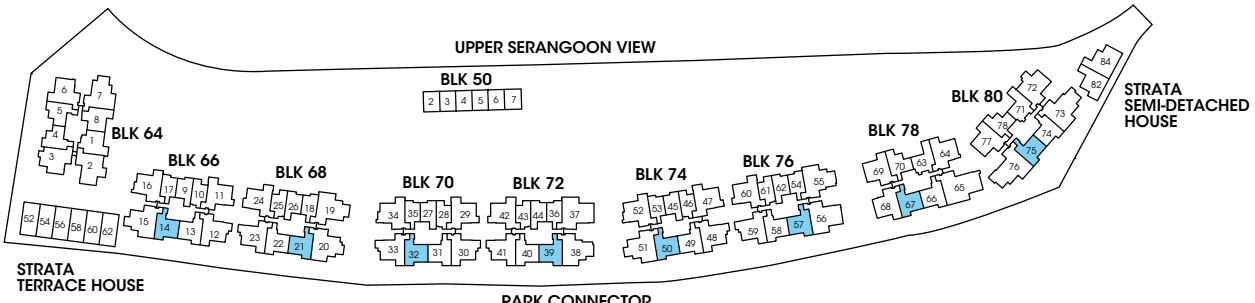 UPPER SERANGOON VIEW
BLK 50
2 3 4 5 6 7
84
82
STRATA
SEMI-DETACHED
HOUSE
BLK 80
72
71
73
78
74
77
75
76
BLK 64
6
7
5
8
4
1
3
2
BLK 78
69 70 63 64
68 67 66 65
BLK 66
16 17 9 10 11
15 14 13 12
BLK 68
24 25 26 18 19
23 22 21 20
BLK 70
34 35 27 28 29
33 32 31 30
BLK 72
42 43 44 36 37
41 40 39 38
BLK 74
52 53 45 46 47
51 50 49 48
BLK 76
60 61 62 54 55
59 58 57 56
52 54 56 58 60 62
STRATA
TERRACE HOUSE
PARK CONNECTOR